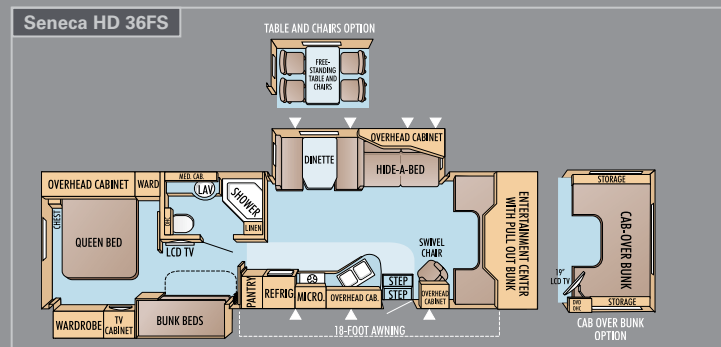 Seneca HD 36FS
TABLE AND CHAIRS OPTION
FREE-
STANDING
TABLE AND
CHAIRS
OVERHEAD CABINET
DINETTE
HIDE-A-BED
MED. CAB.
OVERHEAD CABINET
WARD
LAV
SHOWER
LINEN
OHC
CHEST
QUEEN BED
LCD TV
ENTERTAINMENT CENTER
WITH PULL OUT BUNK
SWIVEL
CHAIR
STORAGE
CAB-OVER BUNK
19"
LCD TV
DVD
OHC
STORAGE
CAB OVER BUNK
OPTION
PANTRY
REFRIG
MICRO.
OVERHEAD CAB.
STEP
STEP
OVERHEAD
CABINET
WARDROBE
TV
CABINET
BUNK BEDS
18-FOOT AWNING